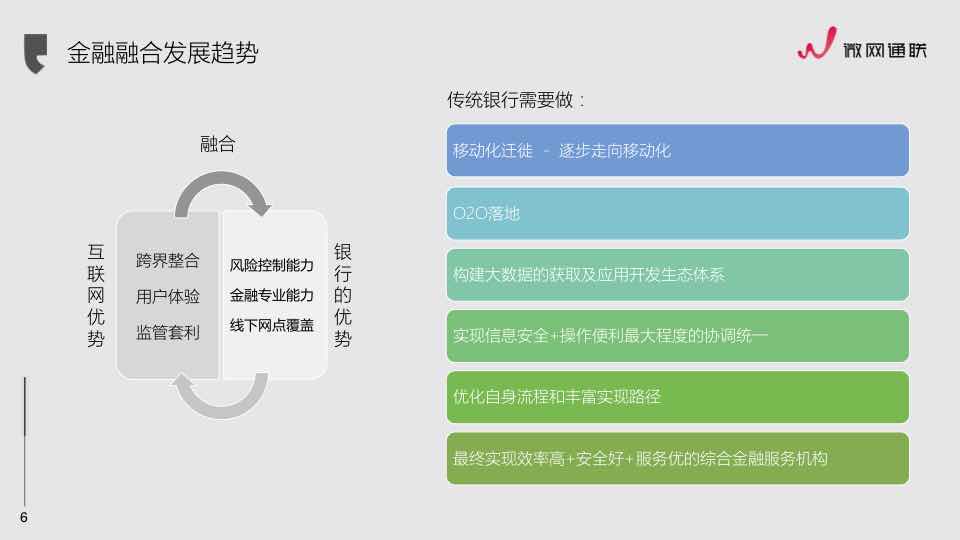 金融融合发展趋势
微网通联
融合
互联网优势
跨界整合
用户体验
监管套利
风险控制能力
金融专业能力
线下网点覆盖
银行的优势
传统银行需要做：
移动化迁徙 - 逐步走向移动化
O2O落地
构建大数据的获取及应用开发生态体系
实现信息安全+操作便利最大程度的协调统一
优化自身流程和丰富实现路径
最终实现效率高+安全好+服务优的综合金融服务机构
6